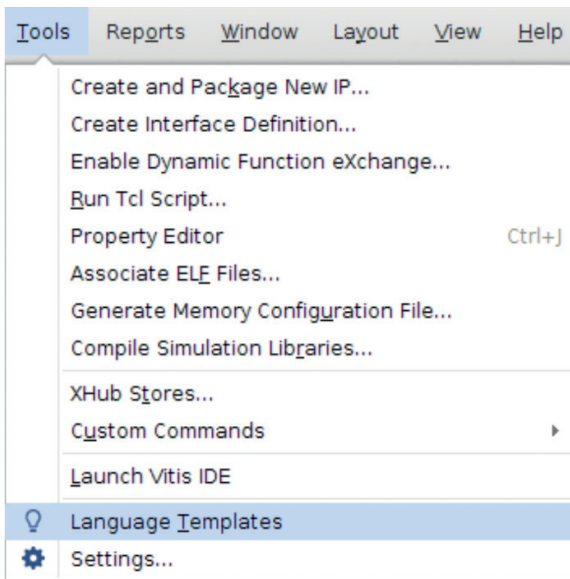 Tools Reports Window Layout View Help
Create and Package New IP...
Create Interface Definition...
Enable Dynamic Function eXchange...
Run Tcl Script...
Property Editor Ctrl+J
Associate ELF Files...
Generate Memory Configuration File...
Compile Simulation Libraries...
XHub Stores...
Custom Commands
Launch Vitis IDE
Language Templates
Settings...